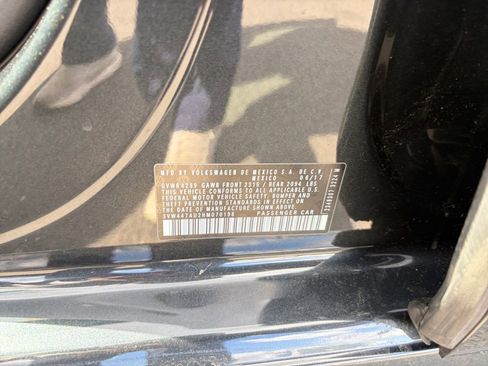 MFD BY VOLKSWAGEN DE MEXICO S.A. DE C.V.
MEXICO 06/17
GVWR 4299 GAWR FRONT 2315 / REAR 2094 LBS
THIS VEHICLE CONFORMS TO ALL APPLICABLE U.S.
FEDERAL MOTOR VEHICLE SAFETY, BUMPER, AND
THEFT PREVENTION STANDARDS IN EFFECT ON THE
DATE OF MANUFACTURE SHOWN ABOVE.
PASSENGER CAR